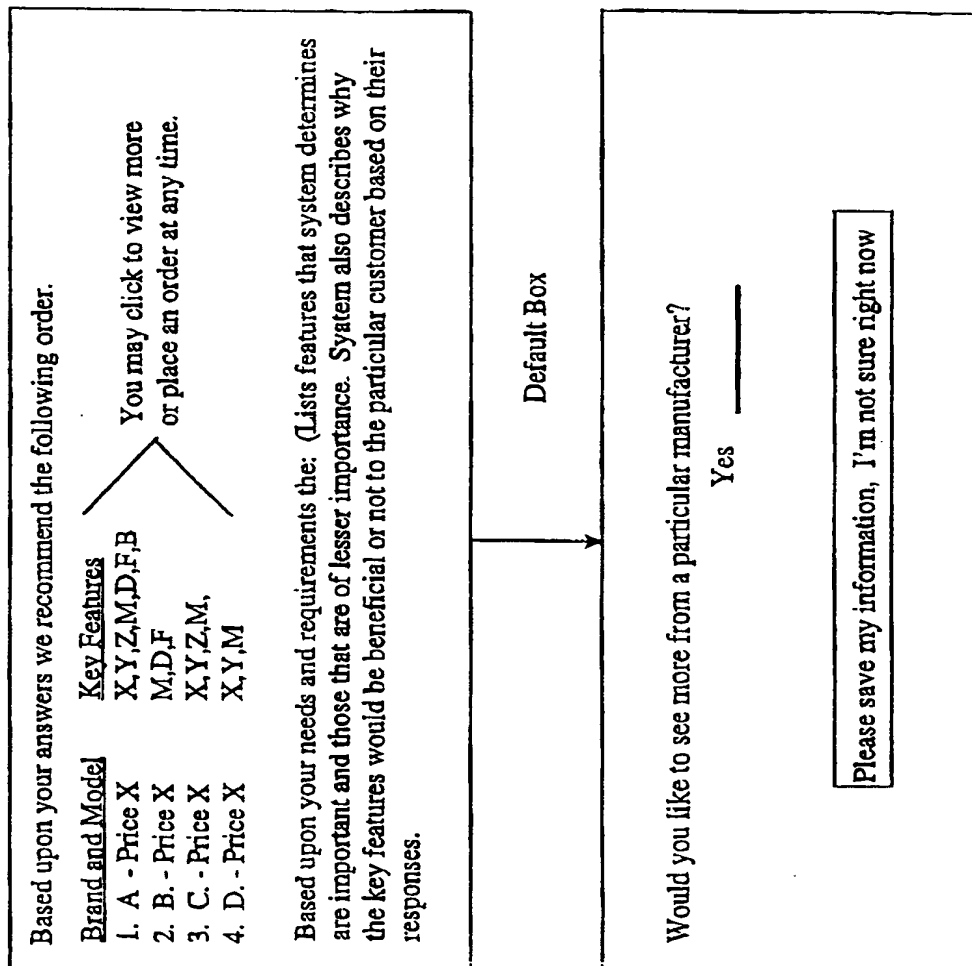 Based upon your answers we recommend the following order.
Brand and Model Key Features
1. A - Price X X,Y,Z,M,D,F,B
2. B. - Price X M,D,F
3. C. - Price X X,Y,Z,M,
4. D. - Price X X,Y,M
You may click to view more
or place an order at any time.
Based upon your needs and requirements the: (Lists features that system determines
are important and those that are of lesser importance. System also describes why
the key features would be beneficial or not to the particular customer based on their
responses.
Default Box
Would you like to see more from a particular manufacturer?
Yes
Please save my information, I'm not sure right now